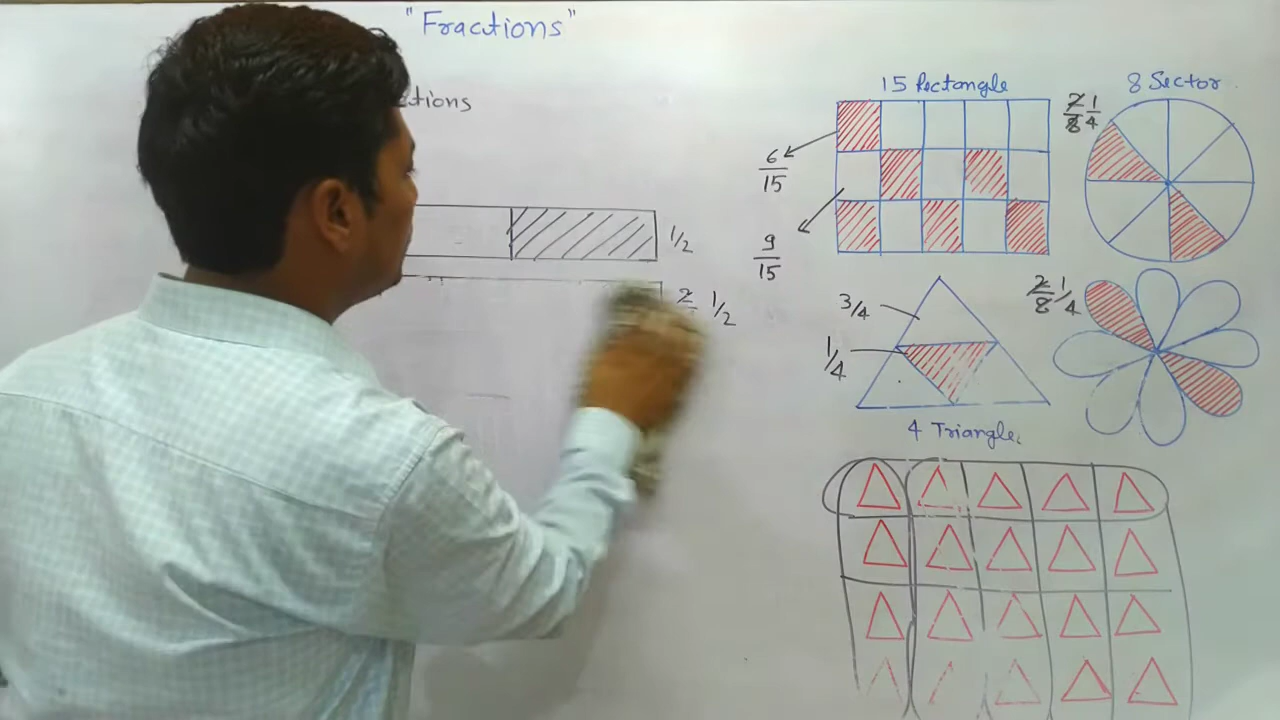 "Fractions"
ctions
1/2
2 1/2
15 Rectangle
6/15
9/15
8 Sector
2/8 1/4
3/4
1/4
4 Triangle
2/8 1/4